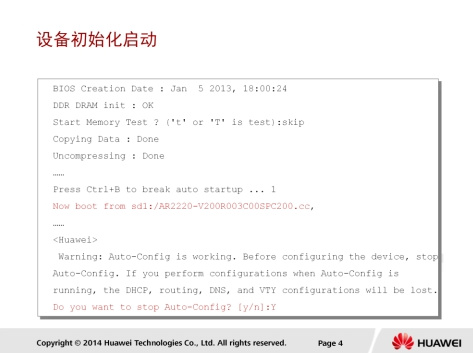 设备初始化启动
BIOS Creation Date : Jan  5 2013, 18:00:24
DDR DRAM init : OK
Start Memory Test ? ('t' or 'T' is test):skip
Copying Data : Done
Uncompressing : Done
……
Press Ctrl+B to break auto startup ... 1
Now boot from sd1:/AR2220-V200R003C00SPC200.cc,
……
<Huawei>
 Warning: Auto-Config is working. Before configuring the device, stop
Auto-Config. If you perform configurations when Auto-Config is
running, the DHCP, routing, DNS, and VTY configurations will be lost.
Do you want to stop Auto-Config? [y/n]:Y
Copyright © 2014 Huawei Technologies Co., Ltd. All rights reserved.
Page 4
HUAWEI